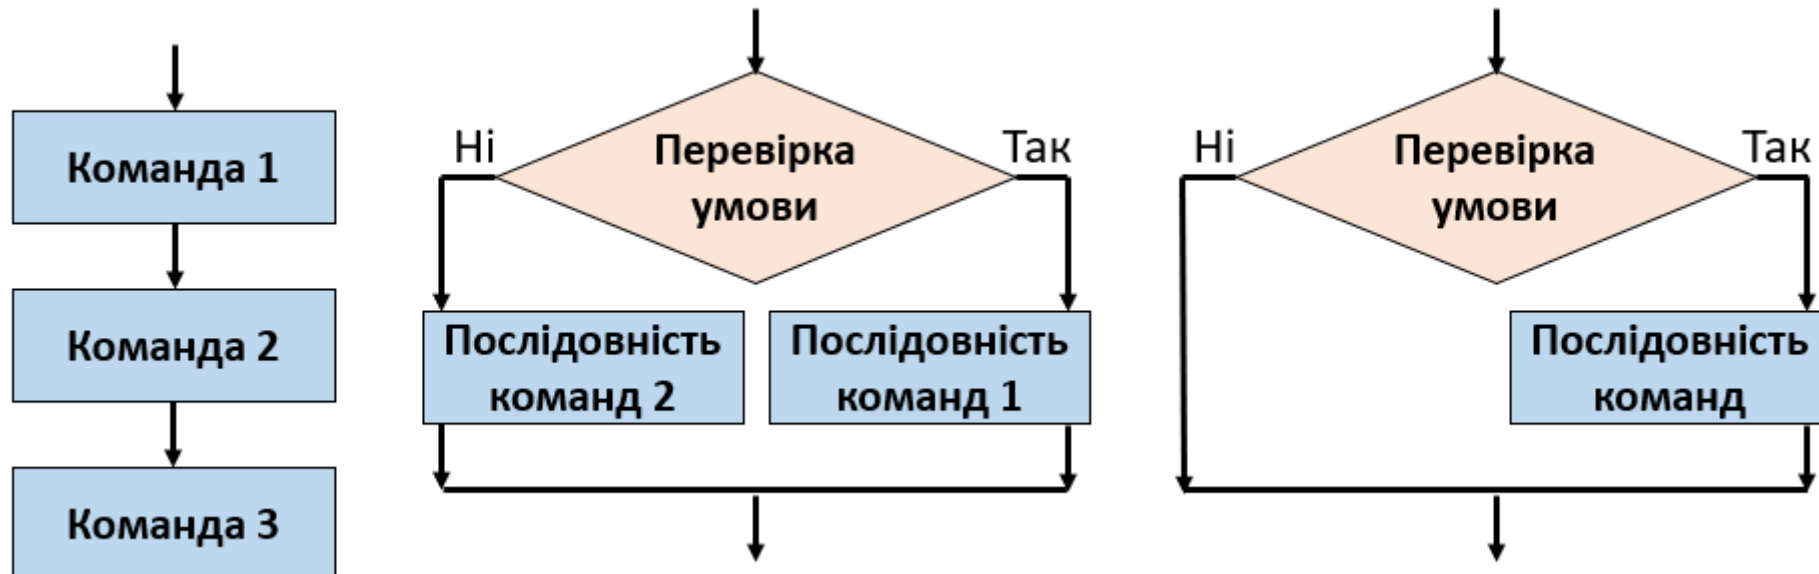 Команда 1
Команда 2
Команда 3
Ні
Перевірка
умови
Так
Послідовність
команд 2
Послідовність
команд 1
Ні
Перевірка
умови
Так
Послідовність
команд